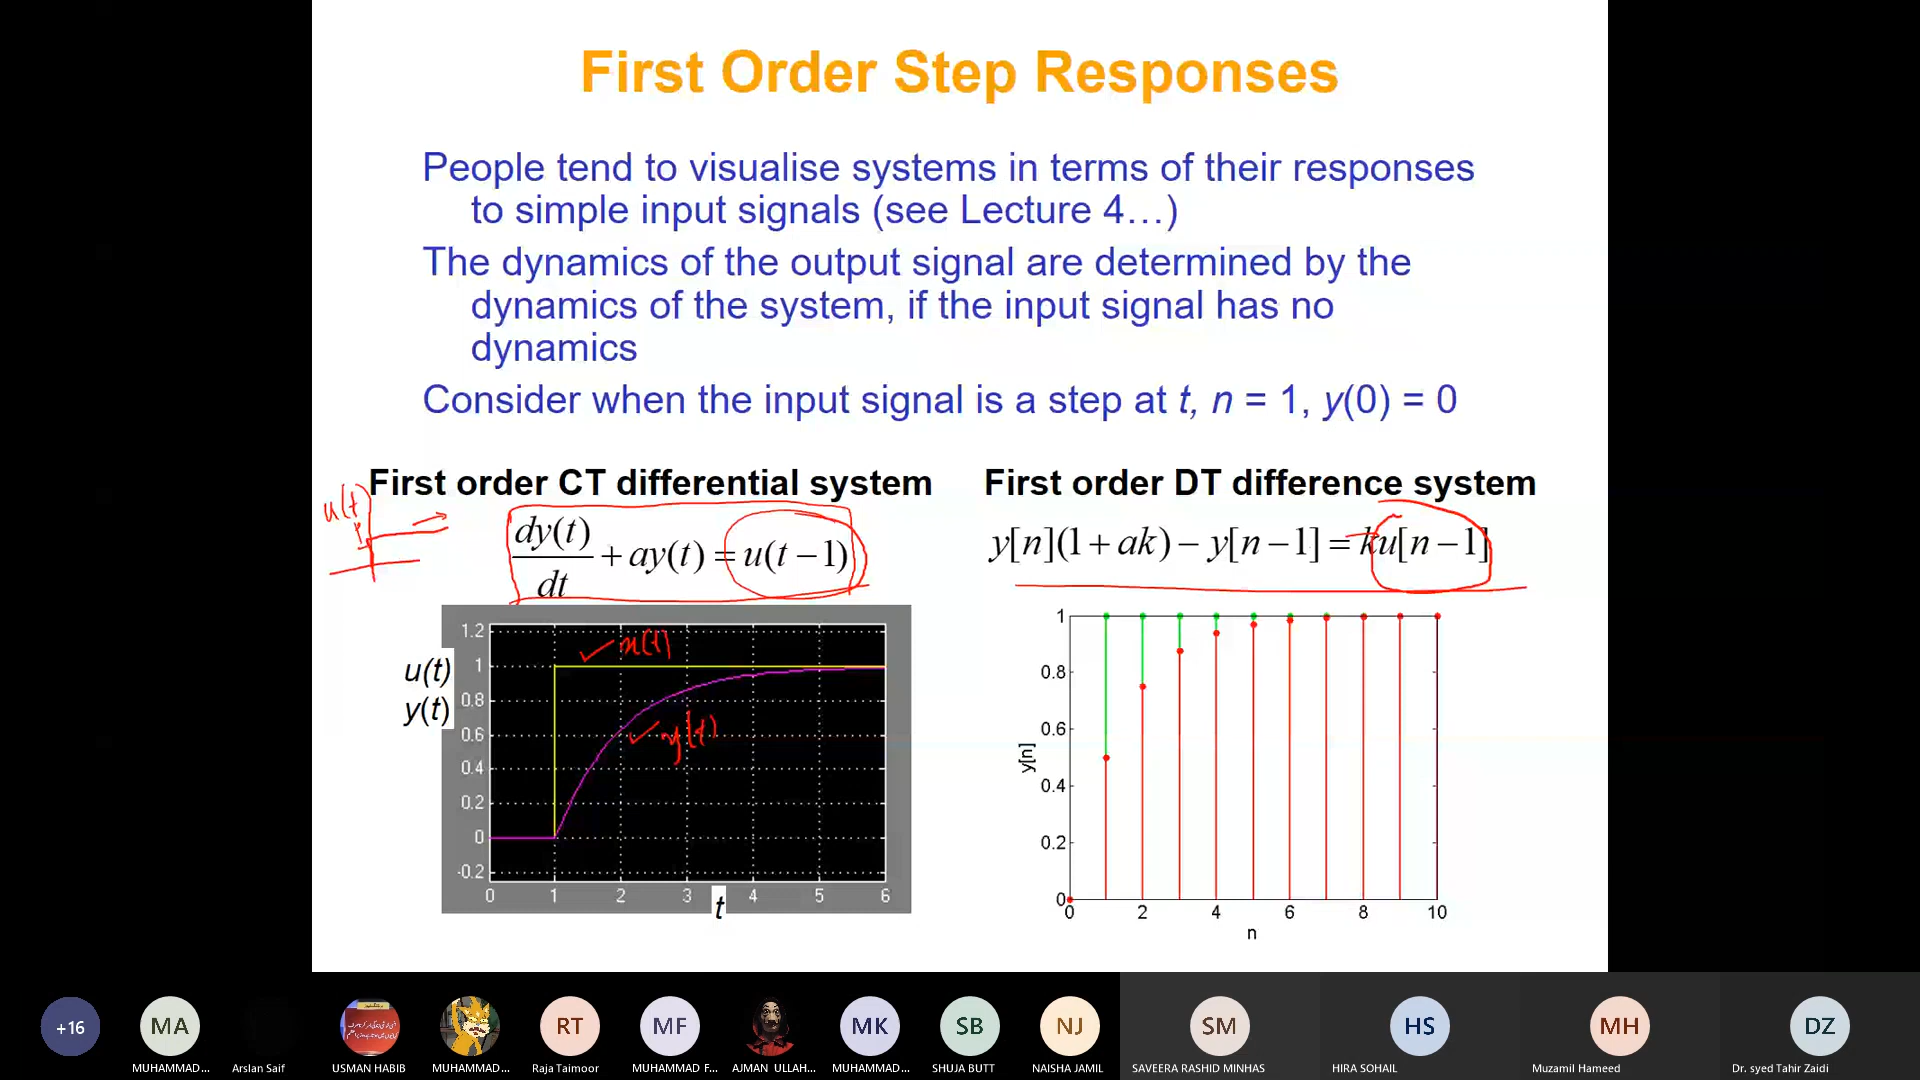 First Order Step Responses
People tend to visualise systems in terms of their responses
to simple input signals (see Lecture 4…)
The dynamics of the output signal are determined by the
dynamics of the system, if the input signal has no
dynamics
Consider when the input signal is a step at t, n = 1, y(0) = 0
First order CT differential system
u(t)
dy(t)/dt + ay(t) = u(t − 1)
u(t)
y(t)
1.2
1
0.8
0.6
0.4
0.2
0
-0.2
0 1 2 3 4 5 6
t
y(t)
First order DT difference system
y[n](1 + ak) − y[n − 1] = ku[n − 1]
1
0.8
0.6
0.4
0.2
0
y[n]
0 2 4 6 8 10
n
+16
MA
RT
MF
MK
SB
NJ
SM
HS
MH
DZ
MUHAMMAD...
Arslan Saif
USMAN HABIB
MUHAMMAD...
Raja Taimoor
MUHAMMAD F...
AJMAN ULLAH...
MUHAMMAD...
SHUJA BUTT
NAISHA JAMIL
SAVEERA RASHID MINHAS
HIRA SOHAIL
Muzamil Hameed
Dr. syed Tahir Zaidi